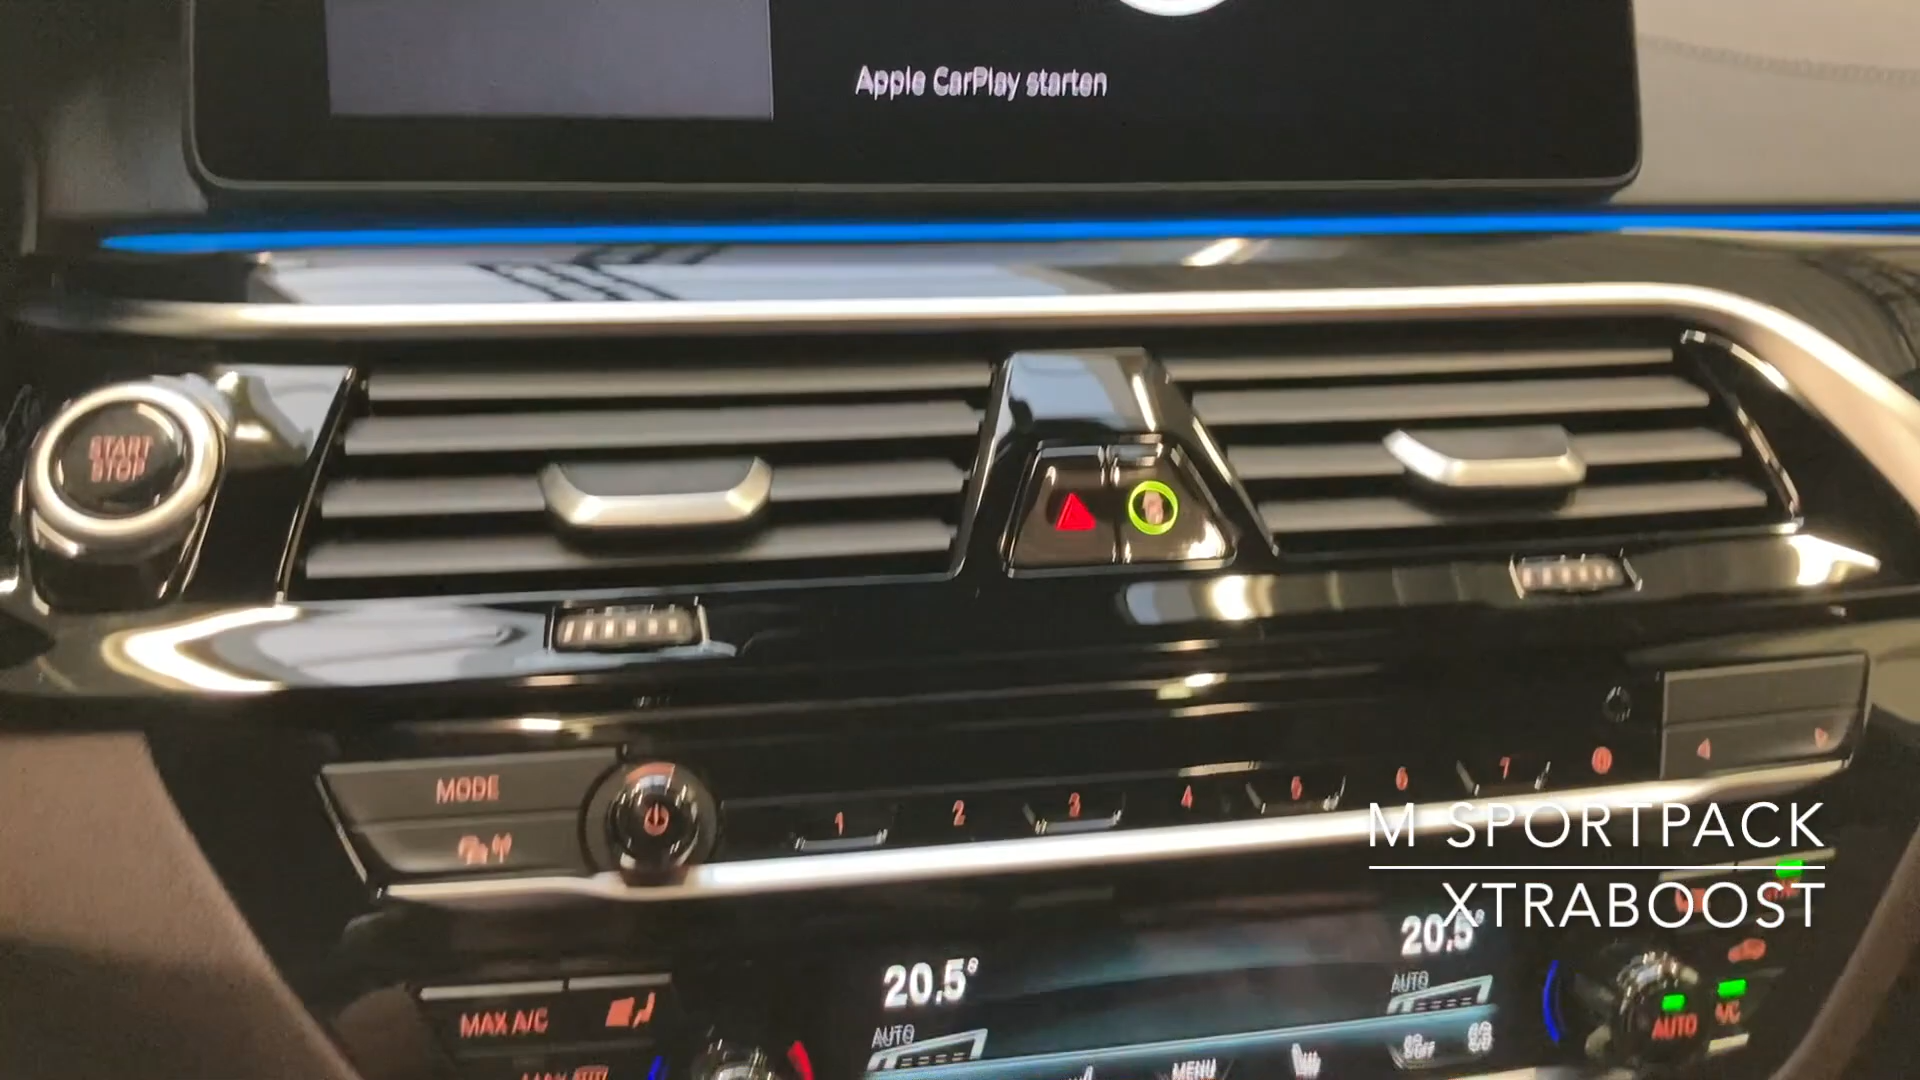 Apple CarPlay starten
START
STOP
MODE
1
2
3
4
5
6
7
M SPORTPACK
XTRABOOST
20.5°
20.5°
AUTO
AUTO
MAX A/C
AUTO
A/C
OFF
MENU